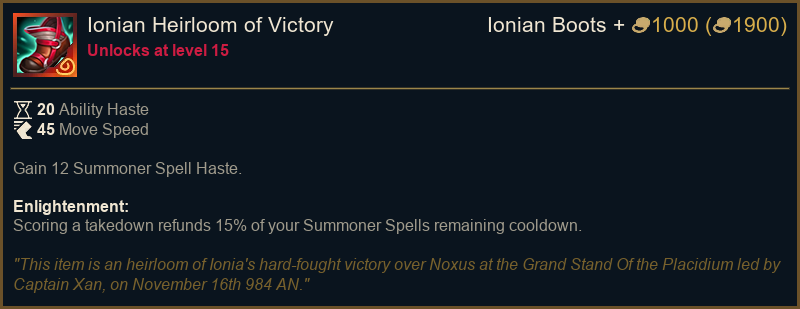 Ionian Heirloom of Victory
Ionian Boots + 1000 (1900)
Unlocks at level 15
20 Ability Haste
45 Move Speed
Gain 12 Summoner Spell Haste.
Enlightenment:
Scoring a takedown refunds 15% of your Summoner Spells remaining cooldown.
"This item is an heirloom of Ionia's hard-fought victory over Noxus at the Grand Stand Of the Placidium led by
Captain Xan, on November 16th 984 AN."